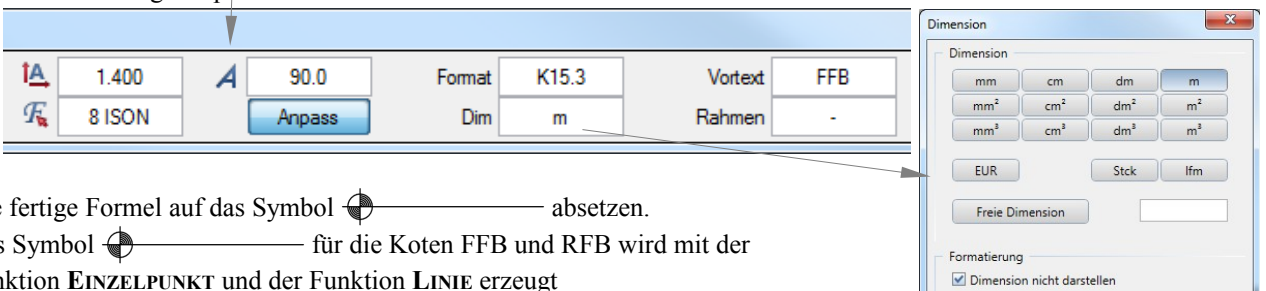 1.400 90.0 Format K15.3 Vortext FFB
8 ISON Anpass Dim m Rahmen -
Dimension
Dimension
mm cm dm m
mm² cm² dm² m²
mm³ cm³ dm³ m³
EUR Stck lfm
Freie Dimension
Formatierung
Dimension nicht darstellen
fertige Formel auf das Symbol absetzen.
Symbol für die Koten FFB und RFB wird mit der
EINZELPUNKT und der Funktion LINIE erzeugt